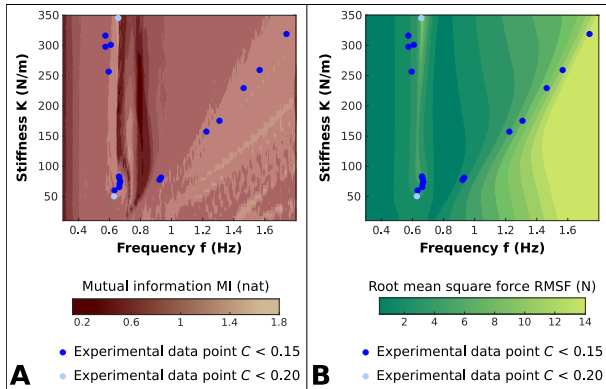 350
300
250
200
150
100
50
Stiffness K (N/m)
0.4 0.6 0.8 1 1.2 1.4 1.6
Frequency f (Hz)
Mutual information MI (nat)
0.2 0.6 1 1.4 1.8
Experimental data point C < 0.15
Experimental data point C < 0.20
A
350
300
250
200
150
100
50
Stiffness K (N/m)
0.4 0.6 0.8 1 1.2 1.4 1.6
Frequency f (Hz)
Root mean square force RMSF (N)
2 4 6 8 10 12 14
Experimental data point C < 0.15
Experimental data point C < 0.20
B